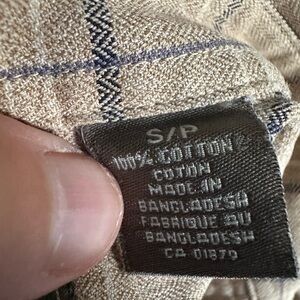 S/P
100% COTTON
COTON
MADE IN
BANGLADESH
FABRIQUE AU
BANGLADESH
CA 01879